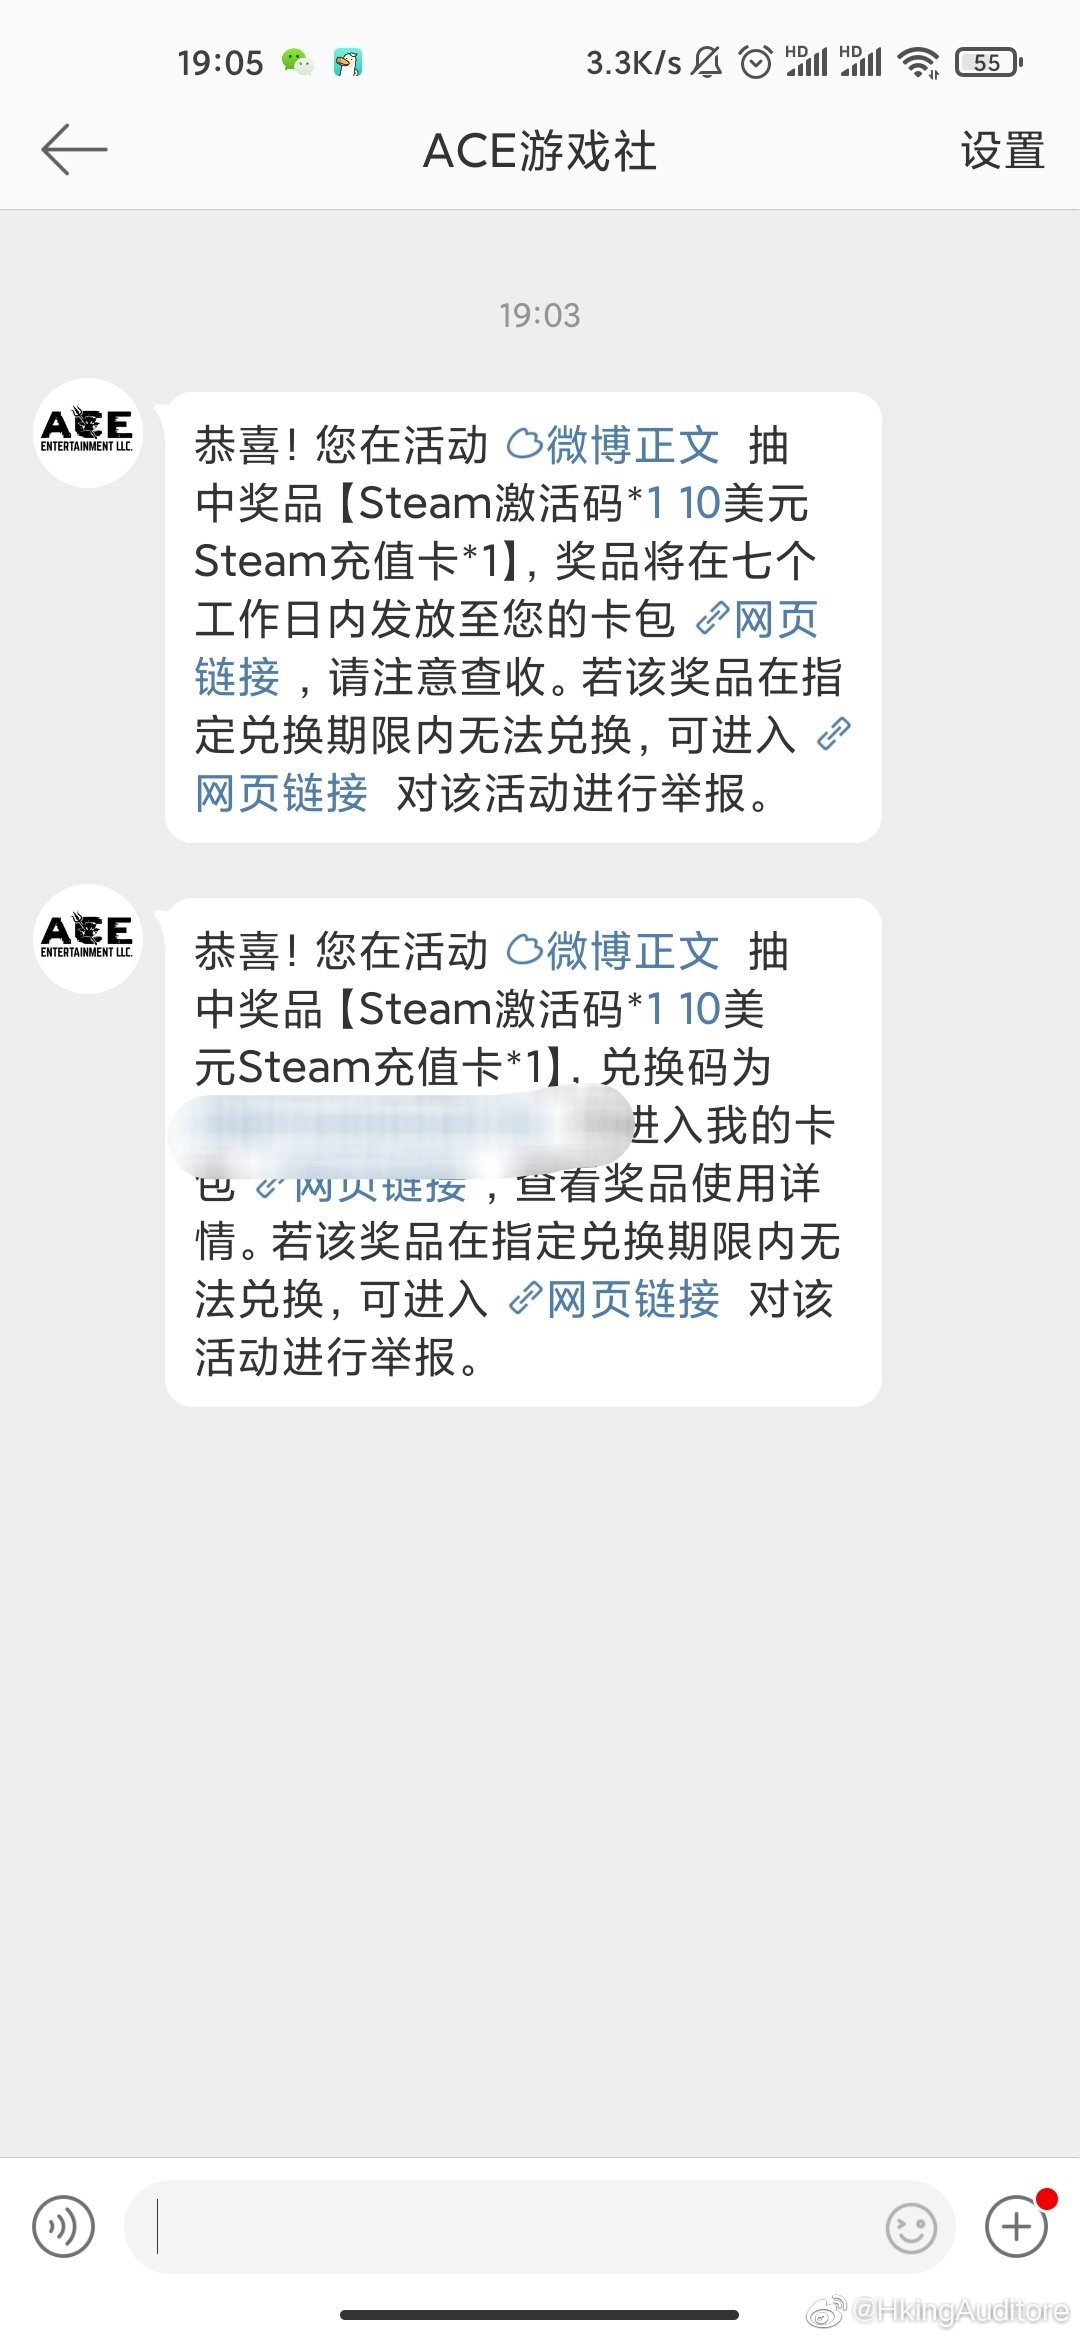 19:05
3.3K/s HD HD 55
ACE游戏社
设置
19:03
ACE
ENTERTAINMENT LLC.
恭喜！您在活动 微博正文 抽
中奖品【Steam激活码*1 10美元
Steam充值卡*1】，奖品将在七个
工作日内发放至您的卡包 网页
链接 ，请注意查收。若该奖品在指
定兑换期限内无法兑换，可进入
网页链接 对该活动进行举报。
ACE
ENTERTAINMENT LLC.
恭喜！您在活动 微博正文 抽
中奖品【Steam激活码*1 10美
元Steam充值卡*1】，兑换码为
进入我的卡
包 网页链接 ，查看奖品使用详
情。若该奖品在指定兑换期限内无
法兑换，可进入 网页链接 对该
活动进行举报。
@HkingAuditore